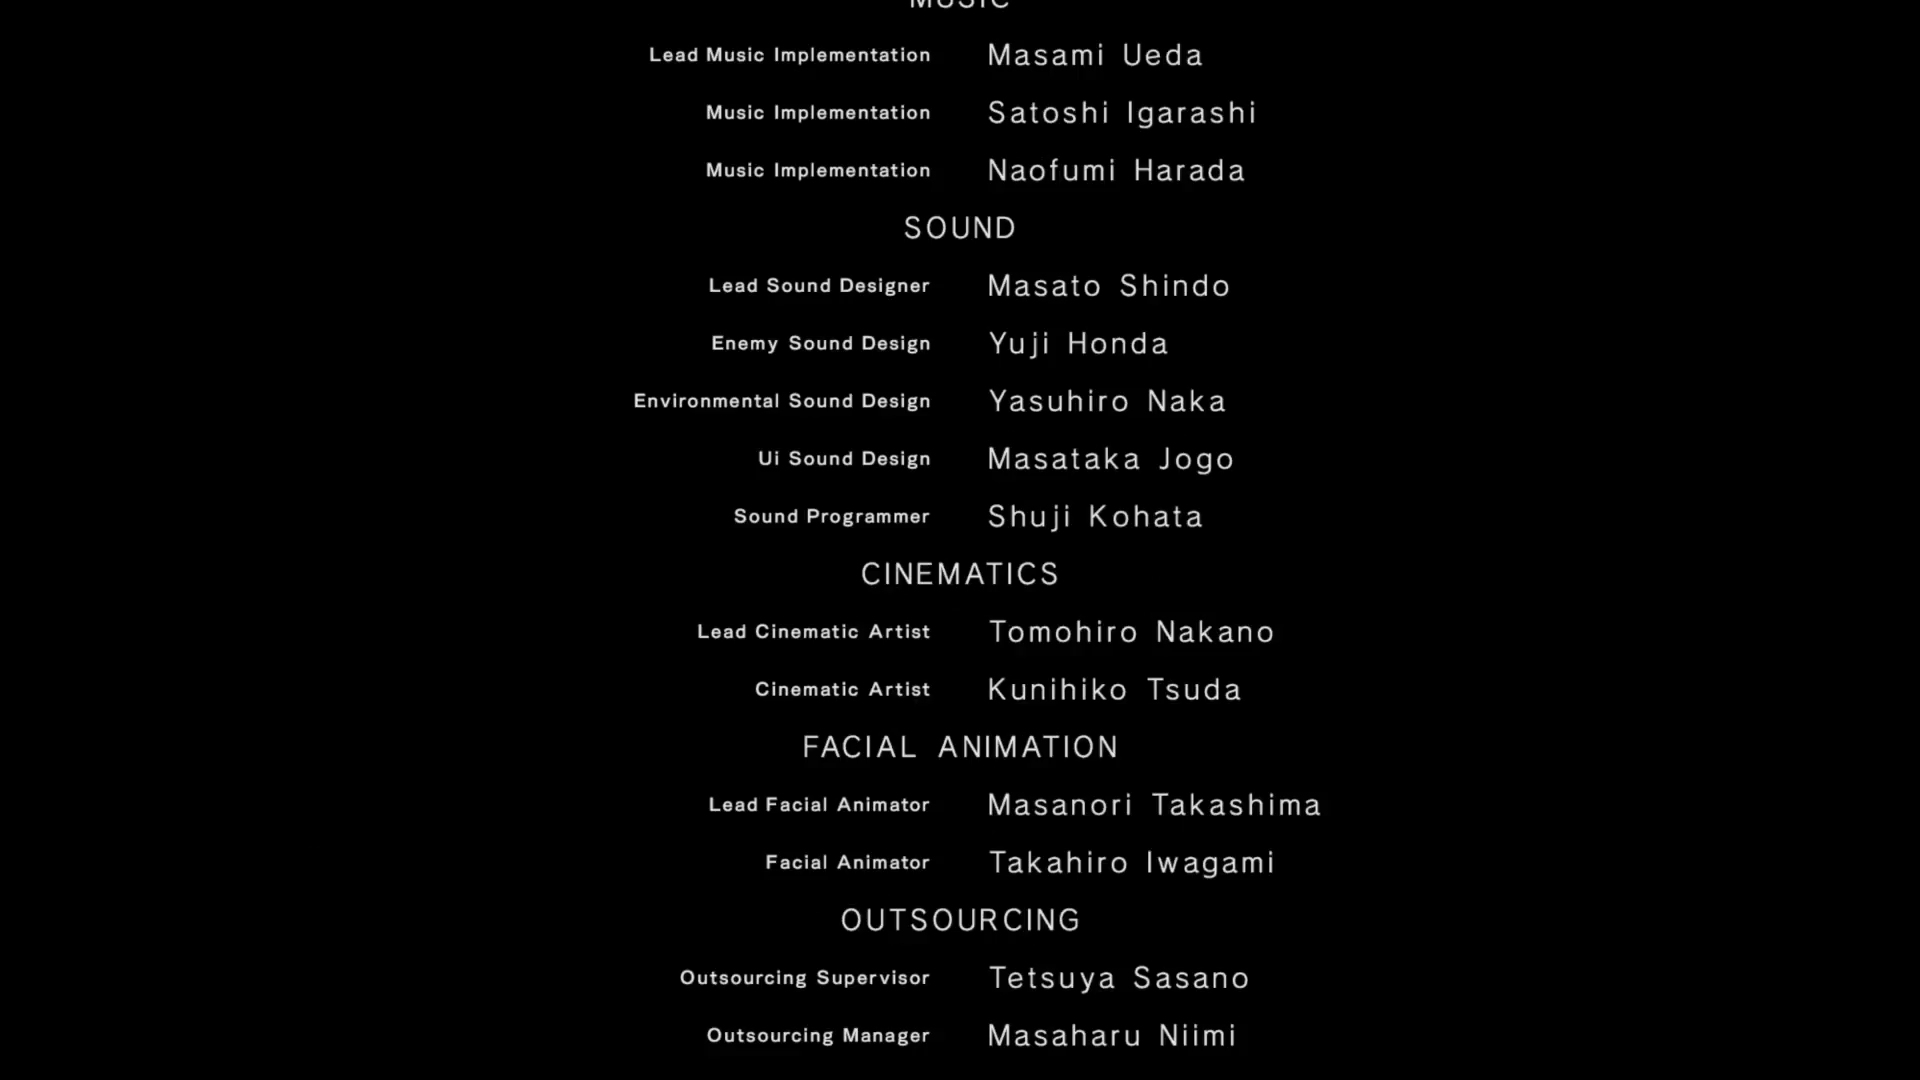 MUSIC
Lead Music Implementation Masami Ueda
Music Implementation Satoshi Igarashi
Music Implementation Naofumi Harada
SOUND
Lead Sound Designer Masato Shindo
Enemy Sound Design Yuji Honda
Environmental Sound Design Yasuhiro Naka
Ui Sound Design Masataka Jogo
Sound Programmer Shuji Kohata
CINEMATICS
Lead Cinematic Artist Tomohiro Nakano
Cinematic Artist Kunihiko Tsuda
FACIAL ANIMATION
Lead Facial Animator Masanori Takashima
Facial Animator Takahiro Iwagami
OUTSOURCING
Outsourcing Supervisor Tetsuya Sasano
Outsourcing Manager Masaharu Niimi